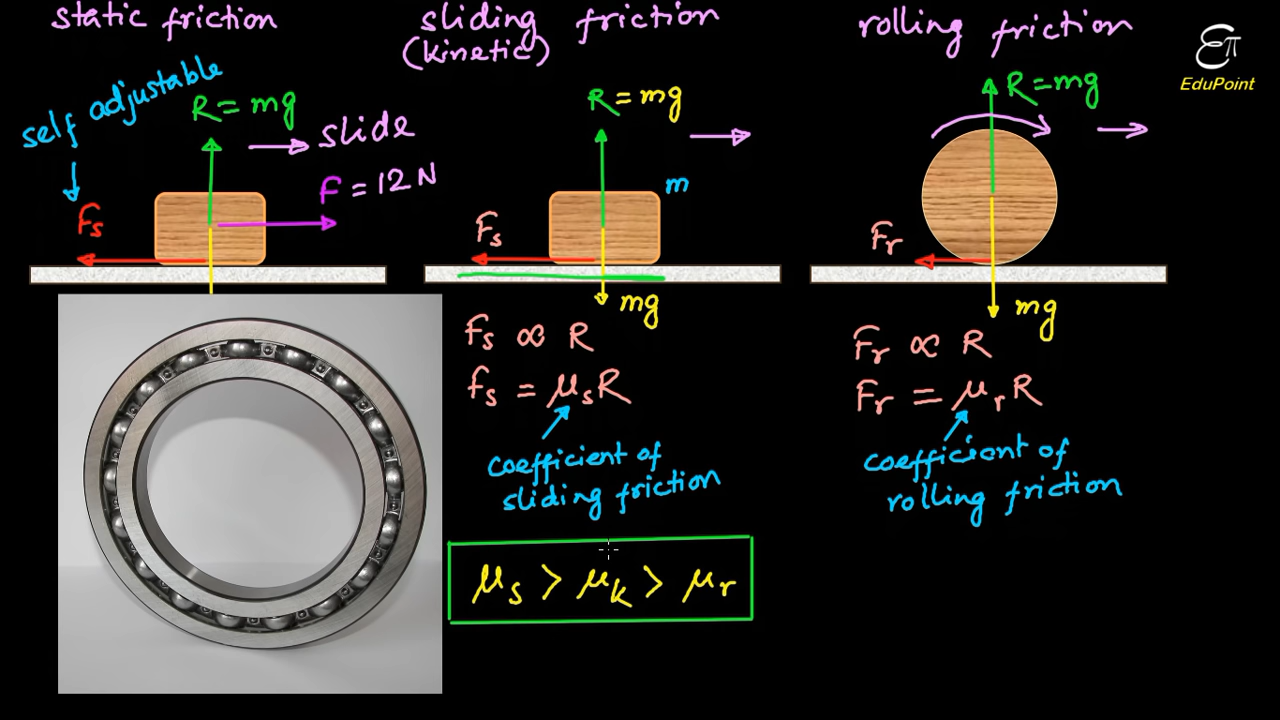 static friction
self adjustable
R = mg
slide
F = 12 N
Fs
sliding friction
(kinetic)
R = mg
m
Fs
mg
Fs ∝ R
fs = μsR
coefficient of
sliding friction
μs > μk > μr
rolling friction
R = mg
Fr
mg
Fr ∝ R
Fr = μrR
coefficient of
rolling friction
επ
EduPoint